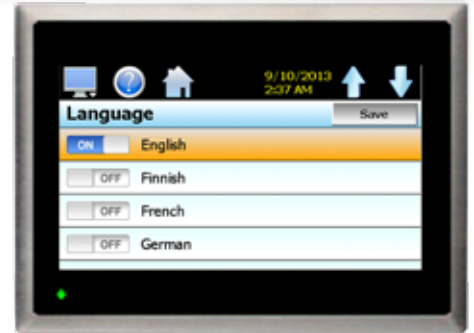 9/10/2013
2:37 AM
Language Save
ON English
OFF Finnish
OFF French
OFF German